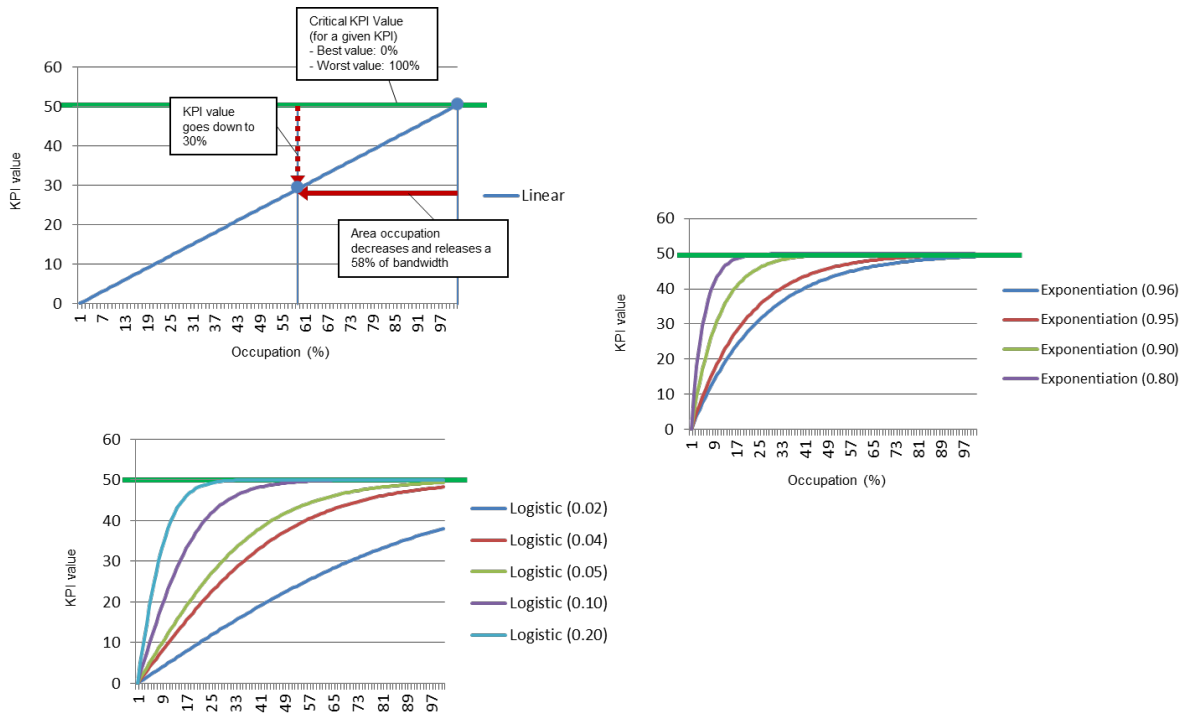 Critical KPI Value
(for a given KPI)
- Best value: 0%
- Worst value: 100%
60
50
40
30
20
10
0
KPI value
KPI value
goes down to
30%
Linear
Area occupation
decreases and releases a
58% of bandwidth
1 7 13 19 25 31 37 43 49 55 61 67 73 79 85 91 97
Occupation (%)
60
50
40
30
20
10
0
KPI value
Exponentiation (0.96)
Exponentiation (0.95)
Exponentiation (0.90)
Exponentiation (0.80)
1 9 17 25 33 41 49 57 65 73 81 89 97
Occupation (%)
60
50
40
30
20
10
0
KPI value
Logistic (0.02)
Logistic (0.04)
Logistic (0.05)
Logistic (0.10)
Logistic (0.20)
1 9 17 25 33 41 49 57 65 73 81 89 97
Occupation (%)